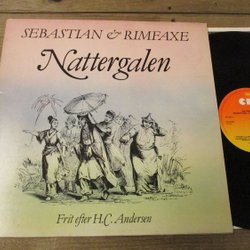 SEBASTIAN & RIMFAXE
Nattergalen
Frit efter H.C. Andersen